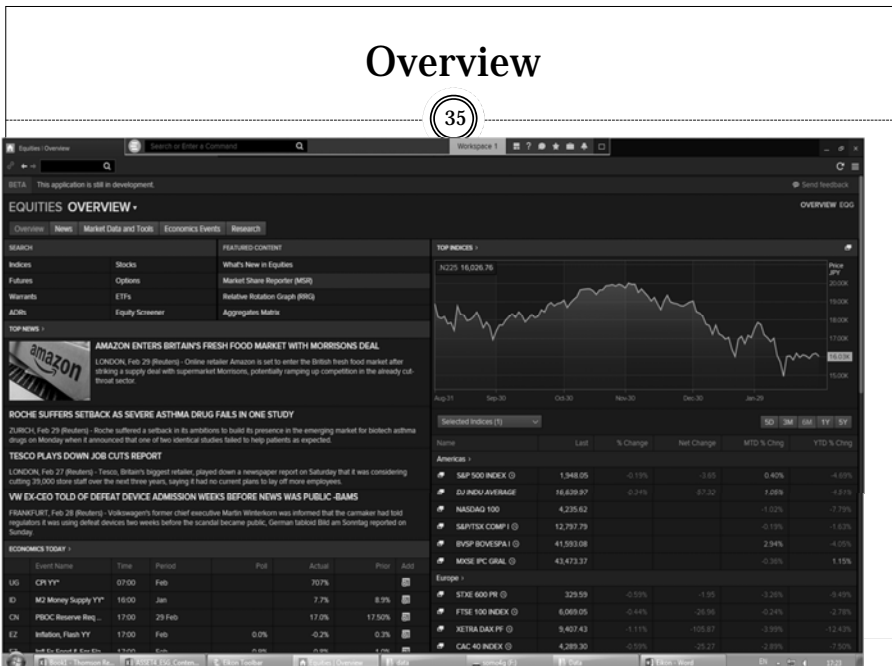 Overview
35
Equities | Overview
Search or Enter a Command
Workspace 1
BETA This application is still in development.
Send feedback
EQUITIES OVERVIEW
OVERVIEW EQG
Overview News Market Data and Tools Economics Events Research
SEARCH
Indices Stocks
Futures Options
Warrants ETFs
ADRs Equity Screener
FEATURED CONTENT
What's New in Equities
Market Share Reporter (MSR)
Relative Rotation Graph (RRG)
Aggregates Matrix
TOP NEWS
amazon
AMAZON ENTERS BRITAIN'S FRESH FOOD MARKET WITH MORRISONS DEAL
LONDON, Feb 29 (Reuters) - Online retailer Amazon is set to enter the British fresh food market after
striking a supply deal with supermarket Morrisons, potentially ramping up competition in the already cut-
throat sector.
ROCHE SUFFERS SETBACK AS SEVERE ASTHMA DRUG FAILS IN ONE STUDY
ZURICH, Feb 29 (Reuters) - Roche suffered a setback in its ambitions to build its presence in the emerging market for biotech asthma
drugs on Monday when it announced that one of two identical studies failed to help patients as expected.
TESCO PLAYS DOWN JOB CUTS REPORT
LONDON, Feb 27 (Reuters) - Tesco, Britain's biggest retailer, played down a newspaper report on Saturday that it was considering
cutting 39,000 store staff over the next three years, saying it had no current plans to lay off more employees.
VW EX-CEO TOLD OF DEFEAT DEVICE ADMISSION WEEKS BEFORE NEWS WAS PUBLIC -BAMS
FRANKFURT, Feb 28 (Reuters) - Volkswagen's former chief executive Martin Winterkorn was informed that the carmaker had told
regulators it was using defeat devices two weeks before the scandal became public, German tabloid Bild am Sonntag reported on
Sunday.
ECONOMICS TODAY
Event Name Time Period Poll Actual Prior Add
UG CPI YY* 07:00 Feb 707%
ID M2 Money Supply YY* 16:00 Jan 7.7% 8.9%
CN PBOC Reserve Req ... 17:00 29 Feb 17.0% 17.50%
EZ Inflation, Flash YY 17:00 Feb 0.0% -0.2% 0.3%
TOP INDICES
.N225 16,026.76
Price
JPY
20.00K
19.00K
18.00K
17.00K
16.03K
15.00K
Aug-31 Sep-30 Oct-30 Nov-30 Dec-30 Jan-29
Selected Indices (1)
5D 3M 6M 1Y 5Y
Name Last % Change Net Change MTD % Chng YTD % Chng
Americas
S&P 500 INDEX 1,948.05 -0.19% -3.65 0.40% -4.69%
DJ INDU AVERAGE 16,639.97 -0.34% -57.32 1.05% -4.51%
NASDAQ 100 4,235.62 -1.02% -7.79%
S&P/TSX COMP I 12,797.79 -0.19% -1.63%
BVSP BOVESPA I 41,593.08 2.94% -4.05%
MXSE IPC GRAL 43,473.37 -0.36% 1.15%
Europe
STXE 600 PR 329.59 -0.59% -1.95 -3.26% -9.49%
FTSE 100 INDEX 6,069.05 -0.44% -26.96 -0.24% -2.78%
XETRA DAX PF 9,407.43 -1.11% -105.87 -3.99% -12.43%
CAC 40 INDEX 4,289.30 -0.59% -25.27 -2.89% -7.50%
Eikon Toolbar
Equities | Overview
data
Data
Eikon - Word
EN
17:23